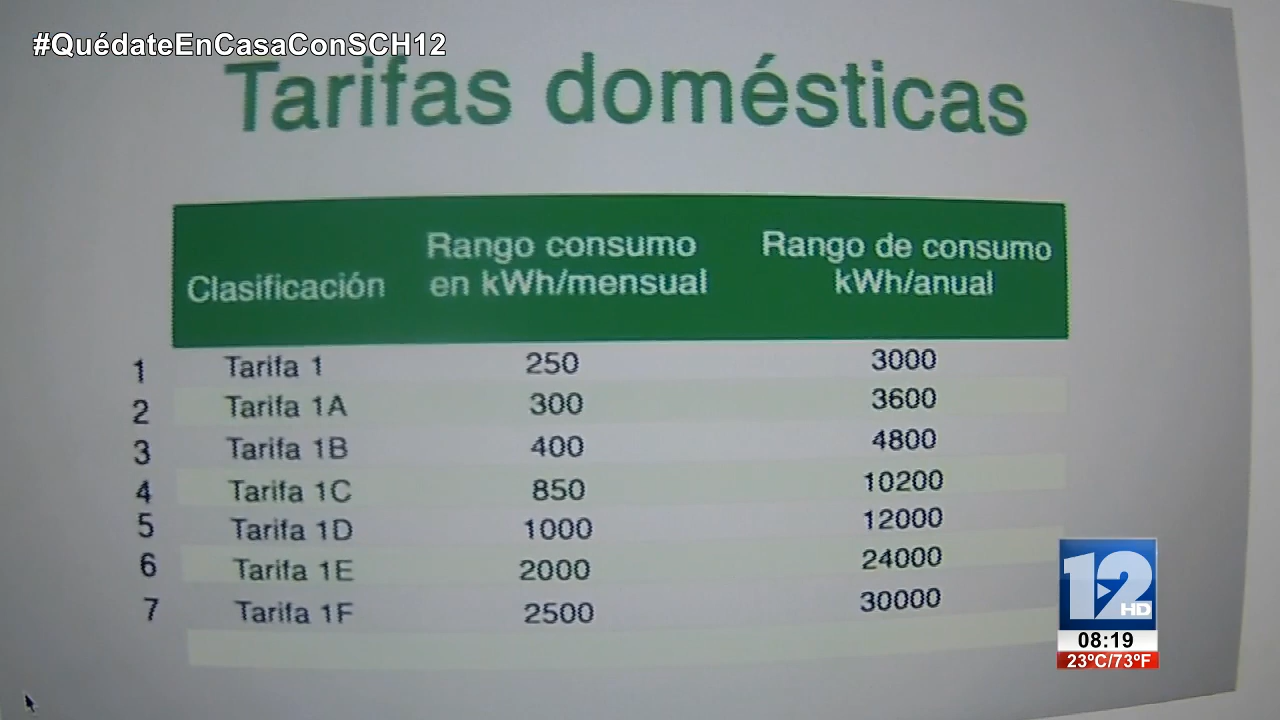 #QuédateEnCasaConSCH12
Tarifas domésticas
Clasificación Rango consumo en kWh/mensual Rango de consumo kWh/anual
1 Tarifa 1 250 3000
2 Tarifa 1A 300 3600
3 Tarifa 1B 400 4800
4 Tarifa 1C 850 10200
5 Tarifa 1D 1000 12000
6 Tarifa 1E 2000 24000
7 Tarifa 1F 2500 30000
12
HD
08:19
23ºC/73ºF